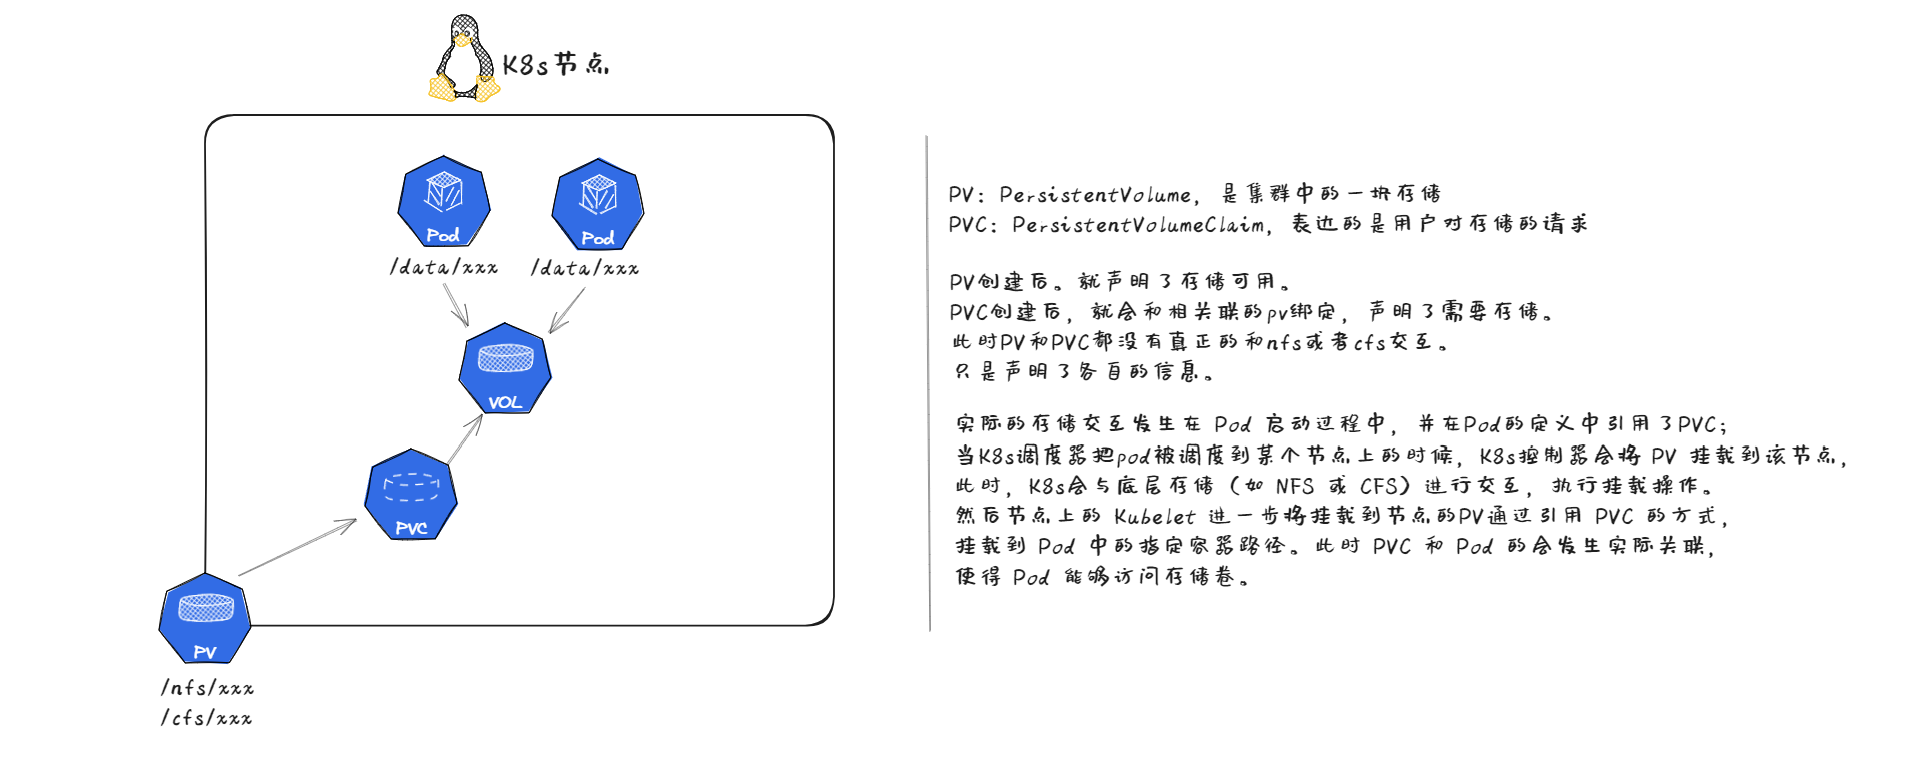 K8s节点
Pod
Pod
/data/xxx
/data/xxx
VOL
PVC
PV
/nfs/xxx
/cfs/xxx
PV: PersistentVolume, 是集群中的一块存储
PVC: PersistentVolumeClaim, 表达的是用户对存储的请求
PV创建后。就声明了存储可用。
PVC创建后, 就会和相关联的pv绑定, 声明了需要存储。
此时PV和PVC都没有真正的和nfs或者cfs交互。
只是声明了各自的信息。
实际的存储交互发生在 Pod 启动过程中, 并在Pod的定义中引用了PVC;
当K8s调度器把pod被调度到某个节点上的时候, K8s控制器会将 PV 挂载到该节点,
此时, K8s会与底层存储 (如 NFS 或 CFS) 进行交互, 执行挂载操作。
然后节点上的 Kubelet 进一步将挂载到节点的PV通过引用 PVC 的方式,
挂载到 Pod 中的指定容器路径。此时 PVC 和 Pod 的会发生实际关联,
使得 Pod 能够访问存储卷。